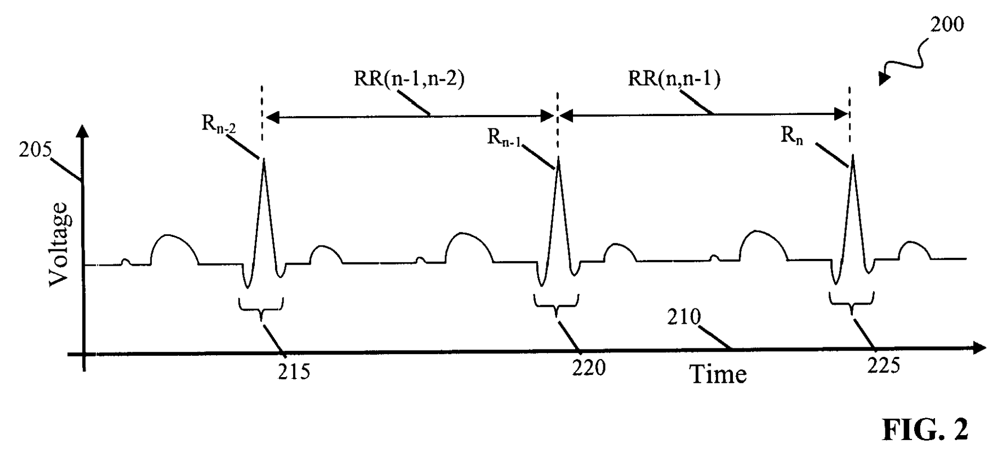 200
RR(n-1,n-2)
RR(n,n-1)
Rn-2
Rn-1
Rn
205
Voltage
210
215
220
Time
225
FIG. 2